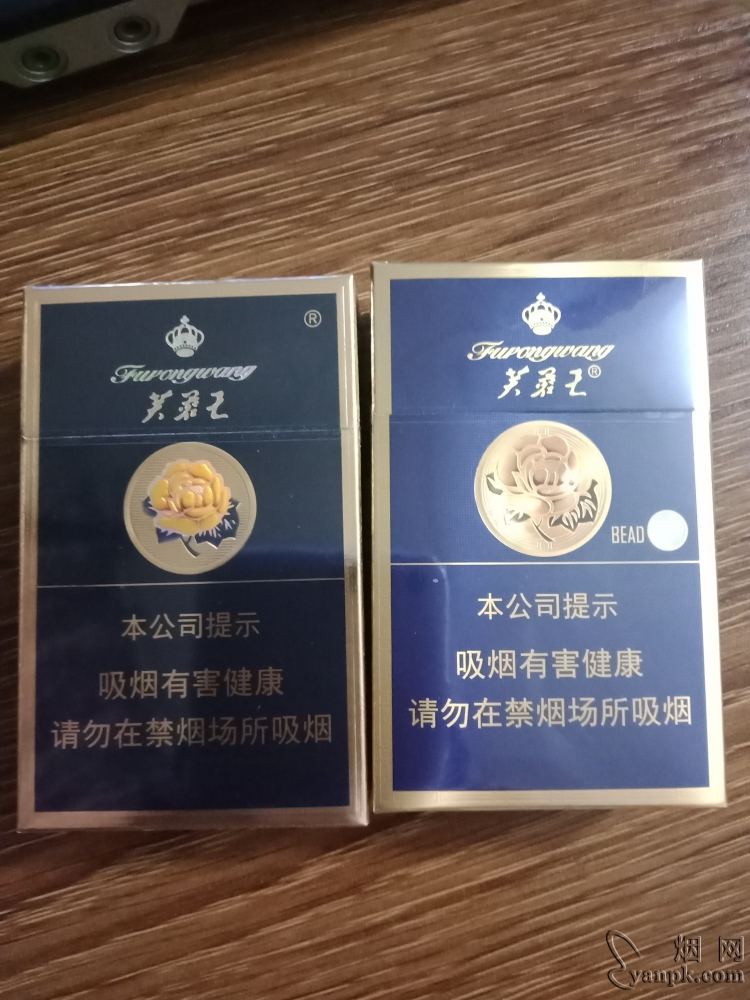 ®
Furongwang
芙蓉王
本公司提示
吸烟有害健康
请勿在禁烟场所吸烟
Furongwang
芙蓉王®
BEAD
本公司提示
吸烟有害健康
请勿在禁烟场所吸烟
烟网
yanpk.com